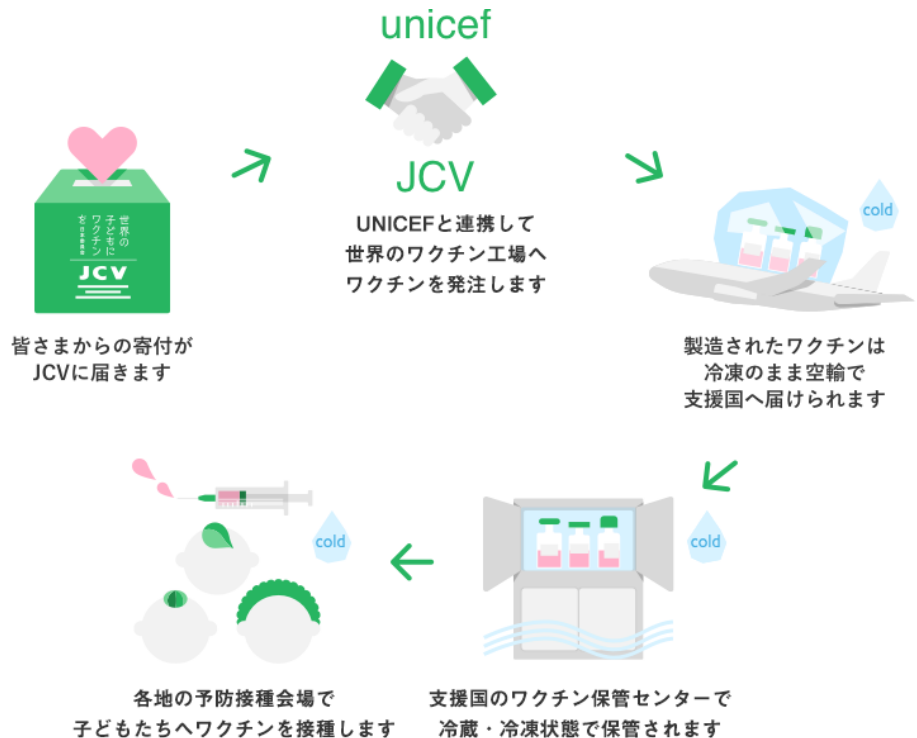 unicef
JCV
UNICEFと連携して
世界のワクチン工場へ
ワクチンを発注します
世界の
子どもに
ワクチン
を
JCV
皆さまからの寄付が
JCVに届きます
cold
製造されたワクチンは
冷凍のまま空輸で
支援国へ届けられます
cold
支援国のワクチン保管センターで
冷蔵・冷凍状態で保管されます
cold
各地の予防接種会場で
子どもたちへワクチンを接種します